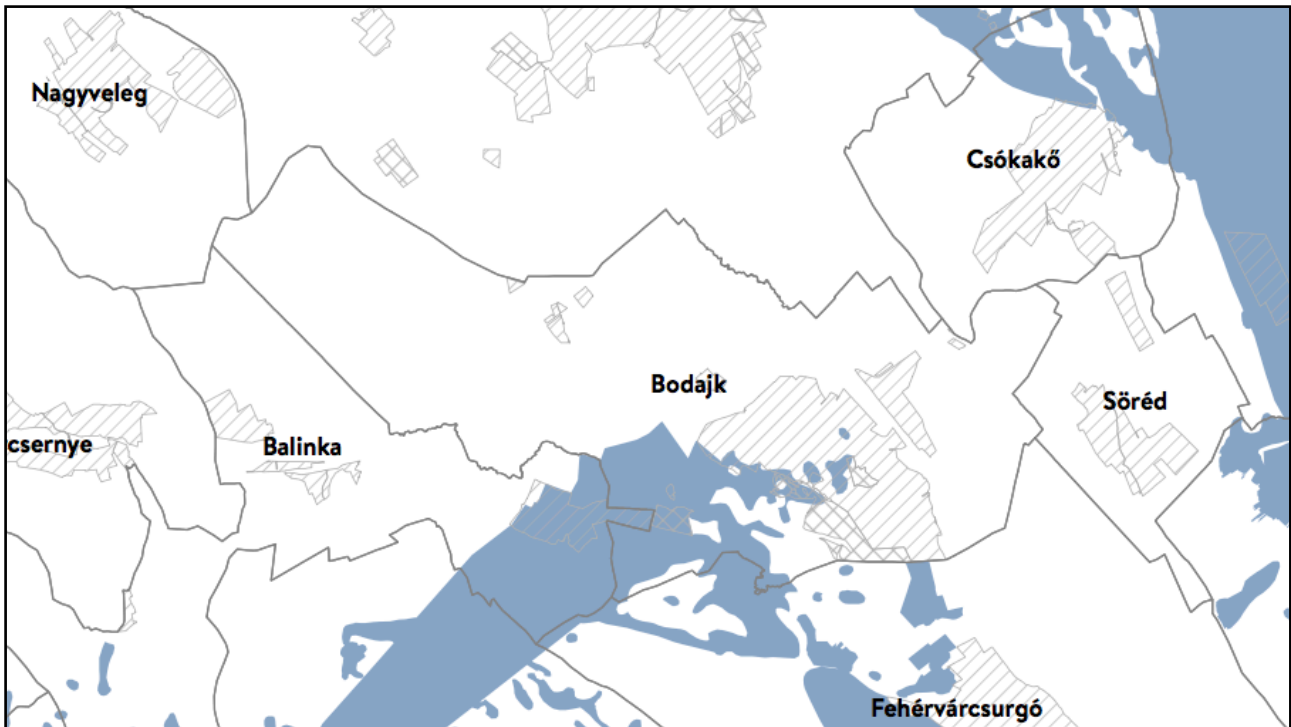 Nagyveleg
Csókakő
Bodajk
Söréd
csernye
Balinka
Fehérvárcsurgó